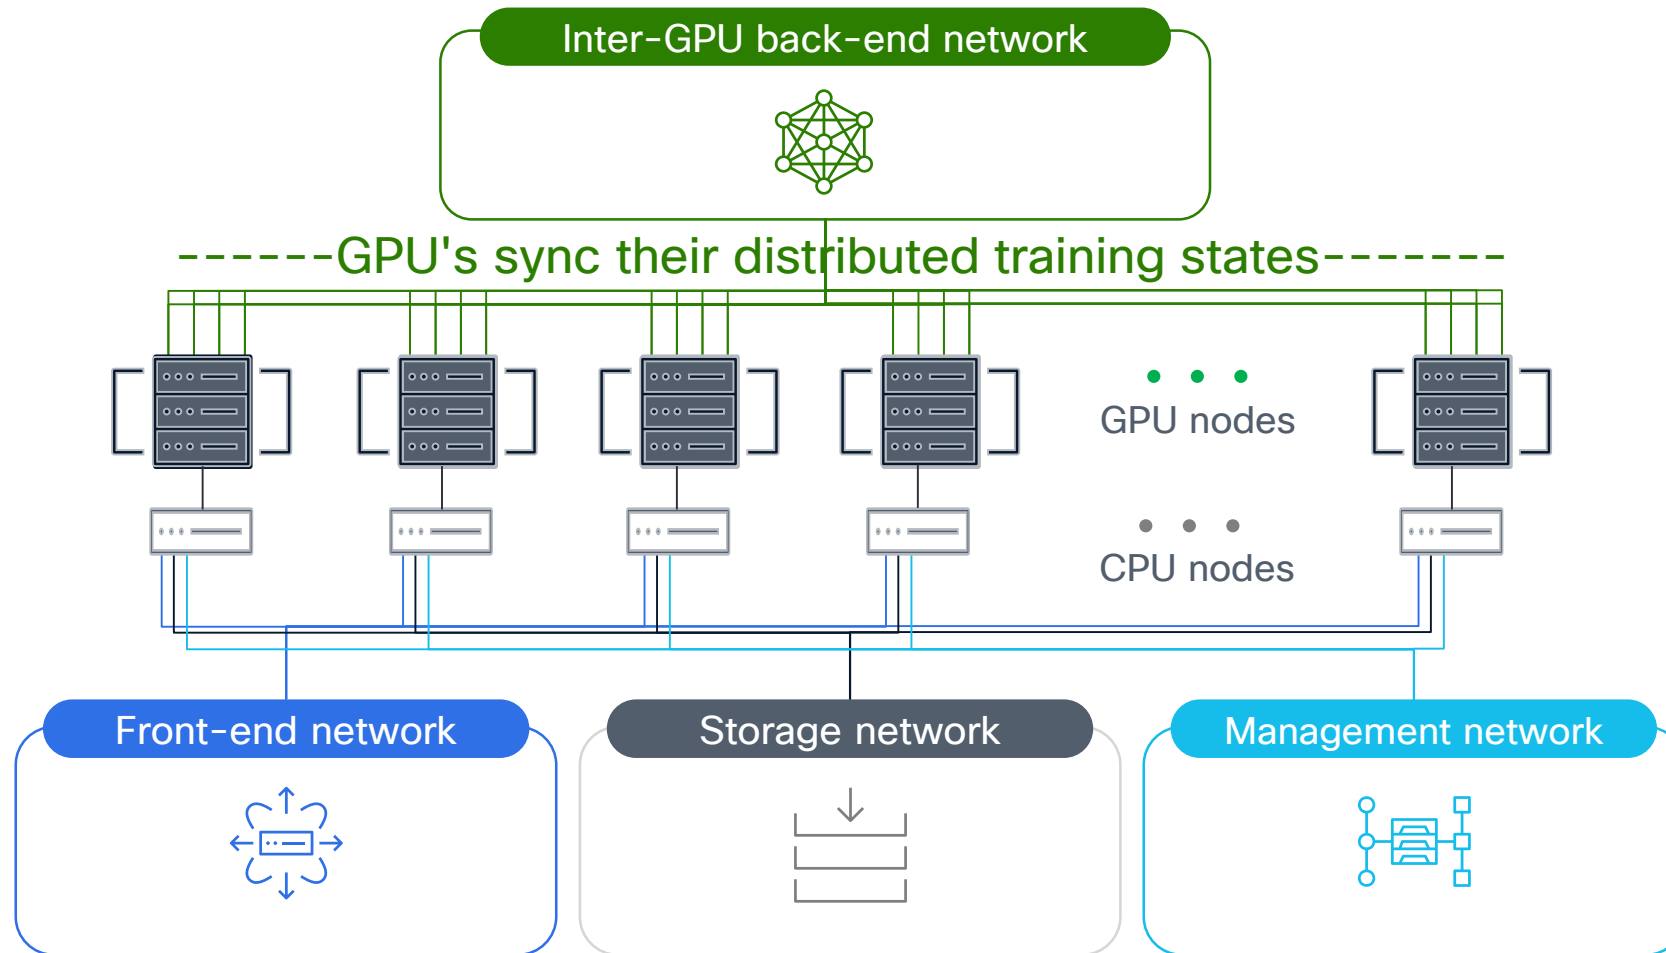 Inter-GPU back-end network
------GPU's sync their distributed training states-------
GPU nodes
CPU nodes
Front-end network
Storage network
Management network